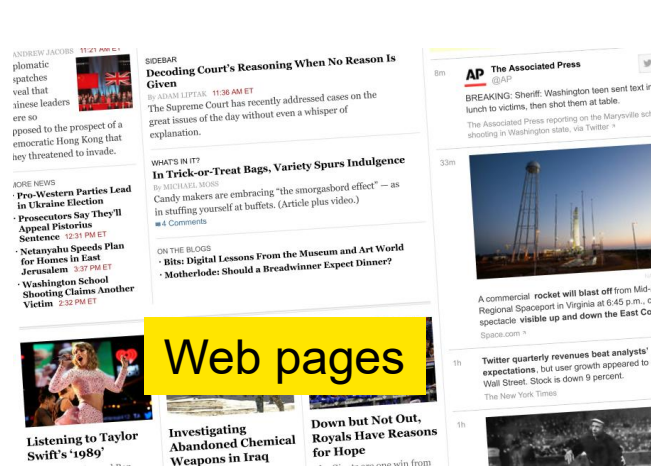 ANDREW JACOBS 11:21 AM ET
plomatic
spatches
veal that
inese leaders
ere so
pposed to the prospect of a
emocratic Hong Kong that
hey threatened to invade.
MORE NEWS
· Pro-Western Parties Lead
in Ukraine Election
· Prosecutors Say They'll
Appeal Pistorius
Sentence 12:31 PM ET
· Netanyahu Speeds Plan
for Homes in East
Jerusalem 3:37 PM ET
· Washington School
Shooting Claims Another
Victim 2:32 PM ET
SIDEBAR
Decoding Court's Reasoning When No Reason Is
Given
By ADAM LIPTAK 11:36 AM ET
The Supreme Court has recently addressed cases on the
great issues of the day without even a whisper of
explanation.
WHAT'S IN IT?
In Trick-or-Treat Bags, Variety Spurs Indulgence
By MICHAEL MOSS
Candy makers are embracing the “smorgasbord effect” — as
in stuffing yourself at buffets. (Article plus video.)
4 Comments
ON THE BLOGS
· Bits: Digital Lessons From the Museum and Art World
· Motherlode: Should a Breadwinner Expect Dinner?
8m
AP The Associated Press
@AP
BREAKING: Sheriff: Washington teen sent text in
lunch to victims, then shot them at table.
The Associated Press reporting on the Marysville sch
shooting in Washington state, via Twitter
33m
A commercial rocket will blast off from Mid-
Regional Spaceport in Virginia at 6:45 p.m.,
spectacle visible up and down the East Co
Space.com
1h
Twitter quarterly revenues beat analysts'
expectations, but user growth appeared to
Wall Street. Stock is down 9 percent.
The New York Times
1h
Web pages
Listening to Taylor
Swift's ‘1989’
Investigating
Abandoned Chemical
Weapons in Iraq
Down but Not Out,
Royals Have Reasons
for Hope
one win from